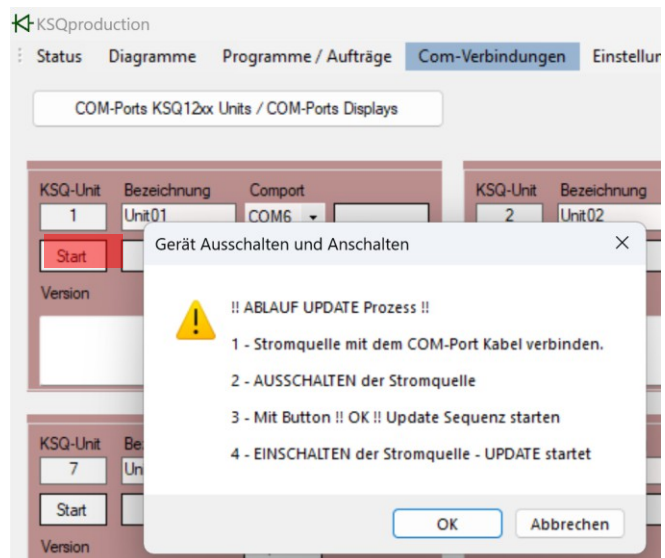 KSQproduction
Status Diagramme Programme / Aufträge Com-Verbindungen Einstellun
COM-Ports KSQ12xx Units / COM-Ports Displays
KSQ-Unit Bezeichnung Comport KSQ-Unit Bezeichnung
1 Unit01 COM6 2 Unit02
Start
Version
Gerät Ausschalten und Anschalten
!! ABLAUF UPDATE Prozess !!
1 - Stromquelle mit dem COM-Port Kabel verbinden.
2 - AUSSCHALTEN der Stromquelle
3 - Mit Button !! OK !! Update Sequenz starten
4 - EINSCHALTEN der Stromquelle - UPDATE startet
OK Abbrechen
KSQ-Unit Be
7 Un
Start
Version